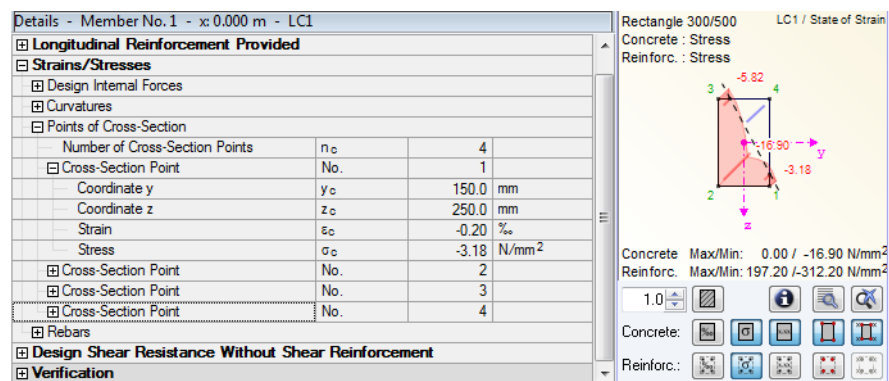 Details - Member No. 1 - x: 0.000 m - LC1
Longitudinal Reinforcement Provided
Strains/Stresses
Design Internal Forces
Curvatures
Points of Cross-Section
Number of Cross-Section Points nc 4
Cross-Section Point No. 1
Coordinate y yc 150.0 mm
Coordinate z zc 250.0 mm
Strain εc -0.20 ‰
Stress σc -3.18 N/mm2
Cross-Section Point No. 2
Cross-Section Point No. 3
Cross-Section Point No. 4
Rebars
Design Shear Resistance Without Shear Reinforcement
Verification
Rectangle 300/500 LC1 / State of Strain
Concrete : Stress
Reinforc. : Stress
-5.82
3 4
-16.90 y
-3.18
2 1
z
Concrete Max/Min: 0.00 / -16.90 N/mm2
Reinforc. Max/Min: 197.20 /-312.20 N/mm2
1.0
Concrete: ‰ σ x.xx
Reinforc.: